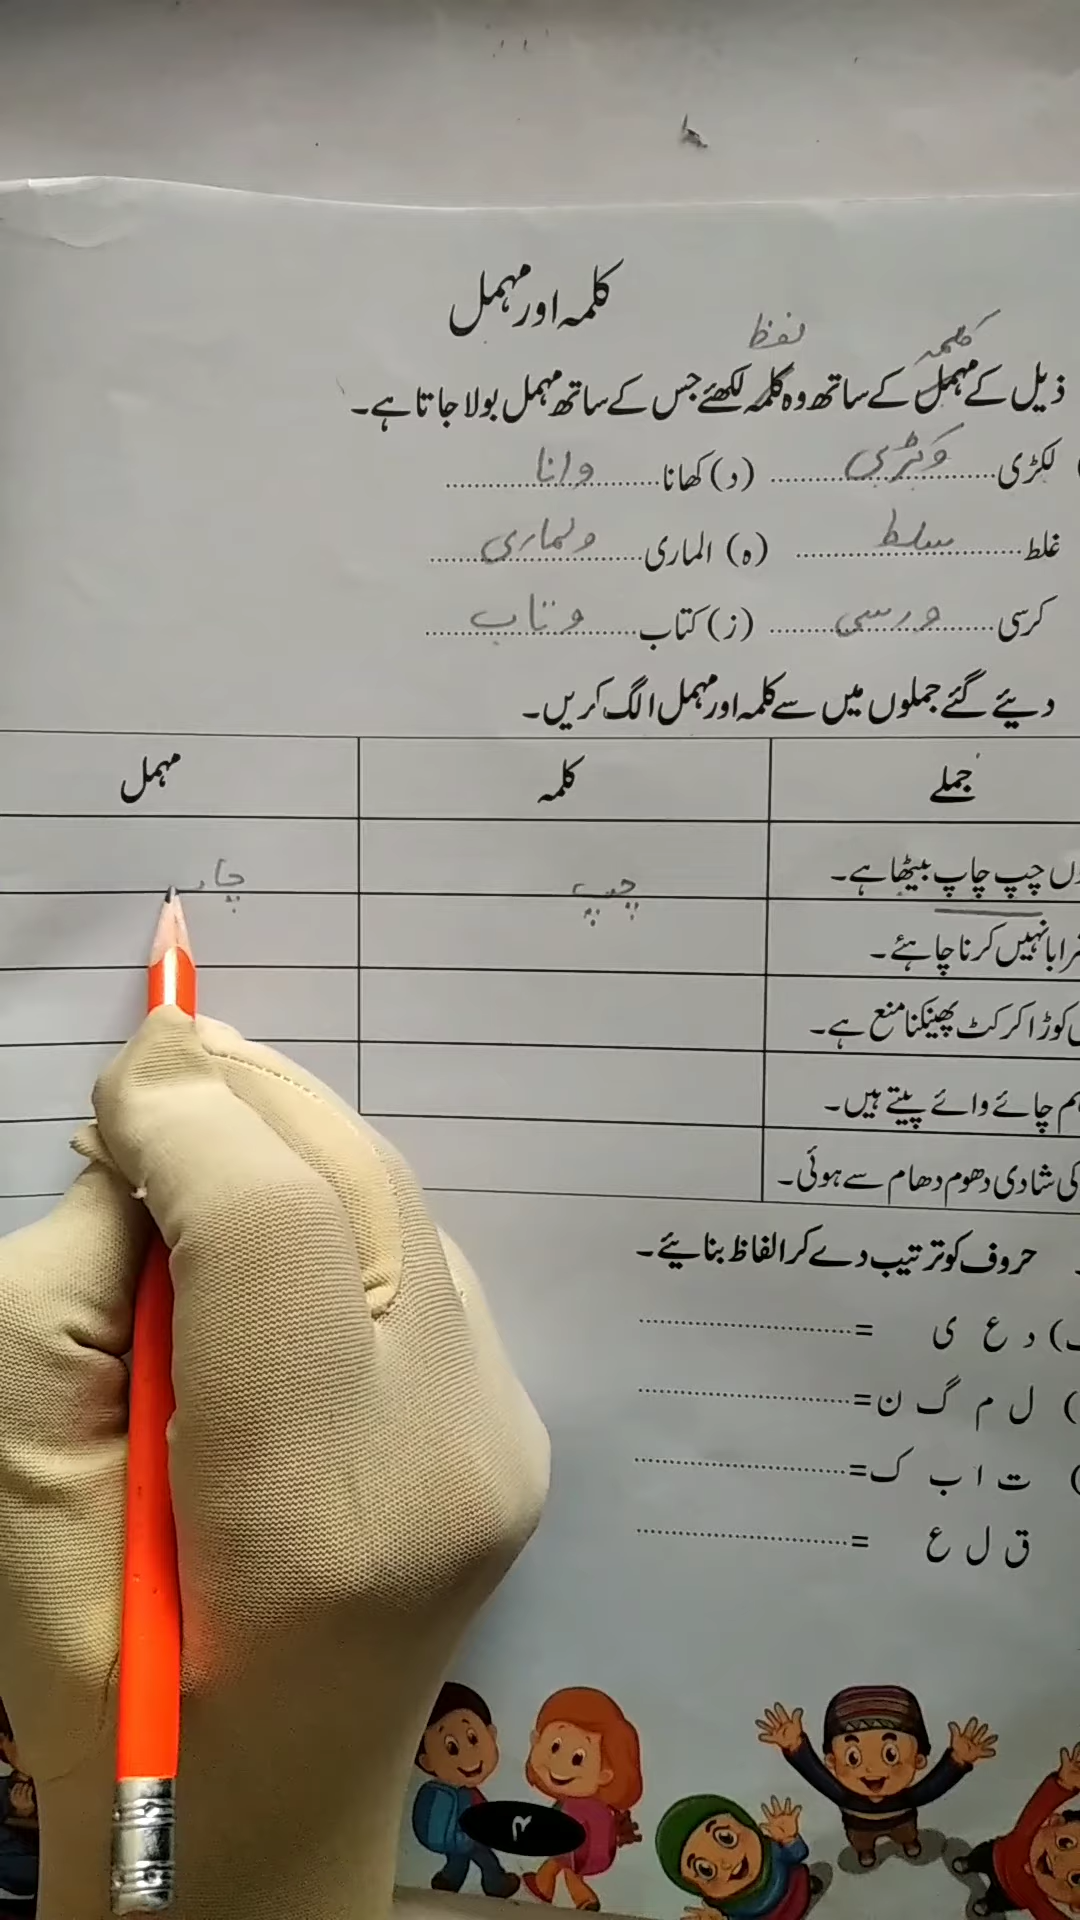 کلمہ اور مہمل
لفظ کلمہ
ذیل کے مہمل کے ساتھ وہ کلمہ لکھئے جس کے ساتھ مہمل بولا جاتا ہے۔
لکڑی وکڑی (د) کھانا وانا
غلط سلط (ہ) الماری ولماری
کرسی ورسی (ز) کتاب وتاب
دیئے گئے جملوں میں سے کلمہ اور مہمل الگ کریں۔
جملے کلمہ مہمل
چپ چاپ بیٹھا ہے۔ چپ چاپ
نہیں کرنا چاہئے۔
کوڑا کرکٹ پھینکنا منع ہے۔
چائے وائے پیتے ہیں۔
کی شادی دھوم دھام سے ہوئی۔
حروف کو ترتیب دے کر الفاظ بنائیے۔
د ع ی =
ل م گ ن =
ت ا ب ک =
ق ل ع =